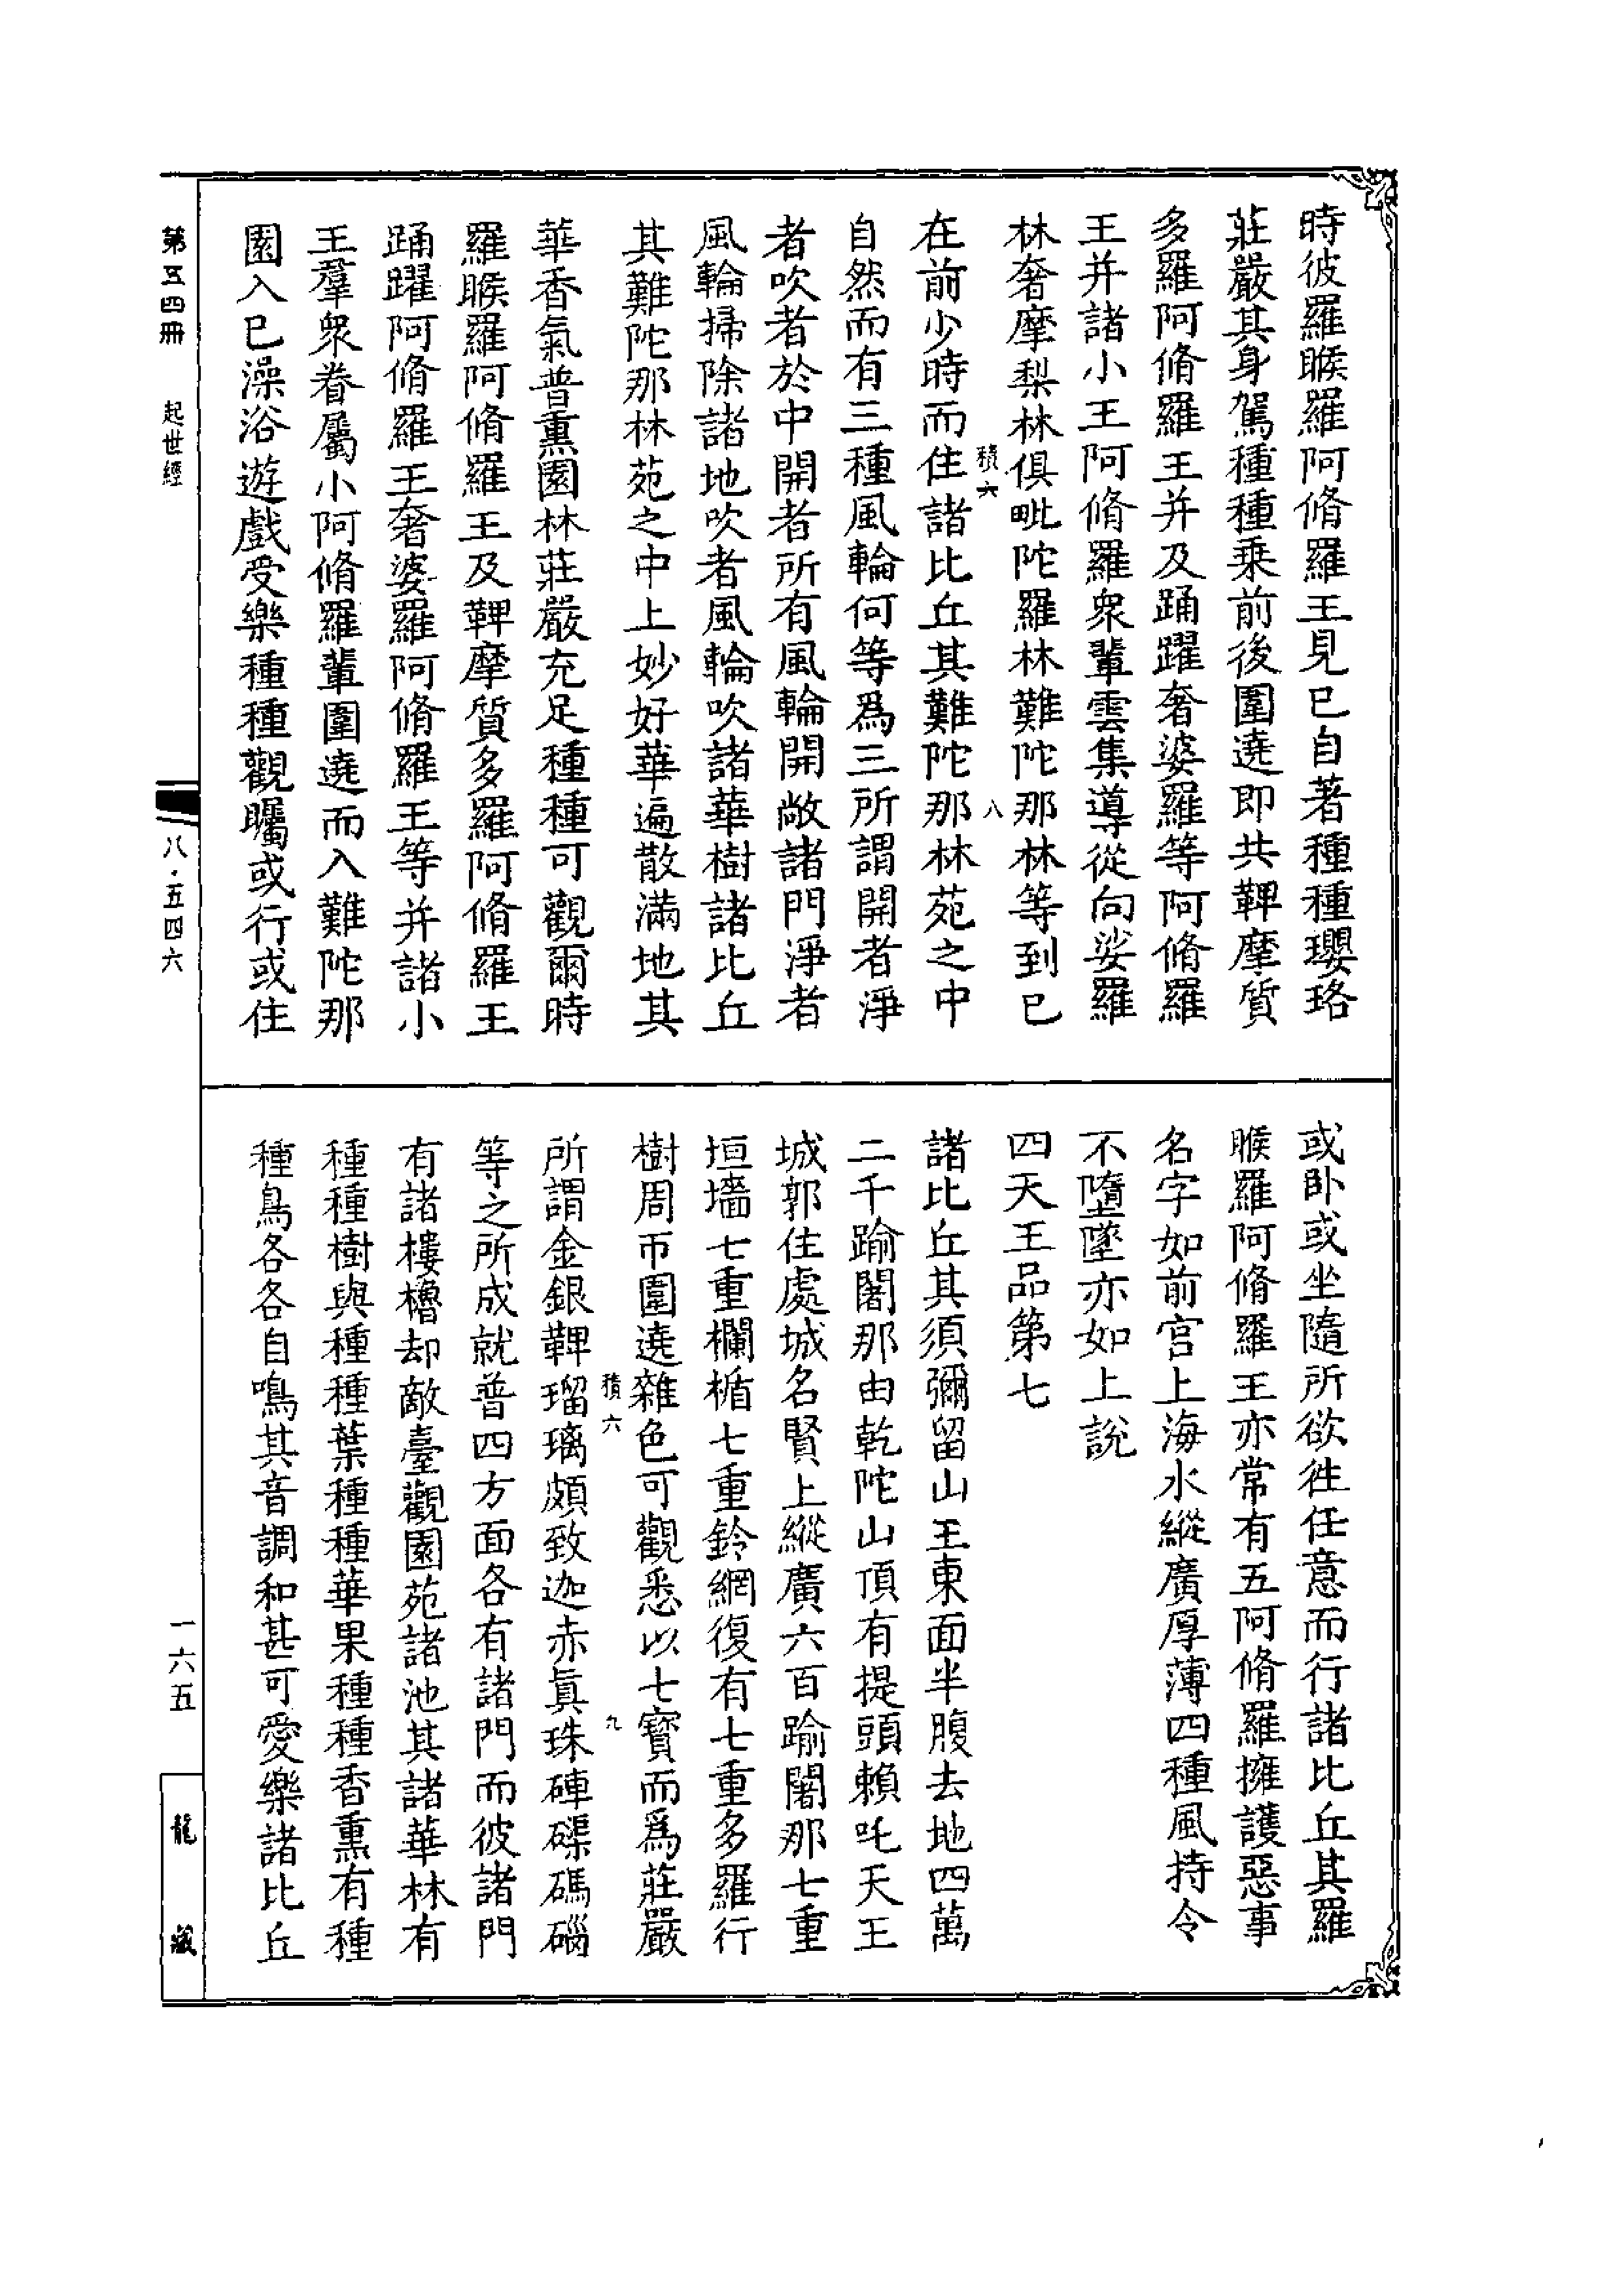 時彼羅睺羅阿脩羅王見已自著種種瓔珞
莊嚴其身駕種種乗前後圍遶即共鞞摩質
多羅阿脩羅王并及踊躍奢婆羅等阿脩羅
王并諸小王阿脩羅衆輩雲集導從向娑羅
林奢摩梨林俱毗陀羅林難陀那林等到已
積六
八
在前少時而住諸比丘其難陀那林苑之中
自然而有三種風輪何等爲三所謂開者淨
者吹者於中開者所有風輪開敞諸門淨者
風輪掃除諸地吹者風輪吹諸華樹諸比丘
其難陀那林苑之中上妙好華遍散滿地其
華香氣普熏園林莊嚴充足種種可觀爾時
羅睺羅阿脩羅王及鞞摩質多羅阿脩羅王
踊躍阿脩羅王奢婆羅阿脩羅王等并諸小
王羣衆眷屬小阿脩羅輩圍遶而入難陀那
園入已澡浴遊戲受樂種種觀矚或行或住
或卧或坐隨所欲徃任意而行諸比丘其羅
睺羅阿脩羅王亦常有五阿脩羅擁護惡事
名字如前宫上海水縱廣厚薄四種風持令
不墮墜亦如上說
四天王品第七
諸比丘其須彌留山王東面半腹去地四萬
二千踰闍那由乾陀山頂有提頭賴吒天王
城郭住處城名賢上縱廣六百踰闍那七重
垣墻七重欄楯七重鈴網復有七重多羅行
樹周帀圍遶雜色可觀悉以七寶而爲莊嚴
積六
九
所謂金銀鞞瑠璃頗致迦赤真珠硨磲碼碯
等之所成就普四方面各有諸門而彼諸門
有諸樓櫓却敵臺觀園苑諸池其諸華林有
種種樹與種種葉種種華果種種香熏有種
種鳥各各自鳴其音調和甚可愛樂諸比丘
第五四冊
起世經
八·五四六
一六五
龍藏